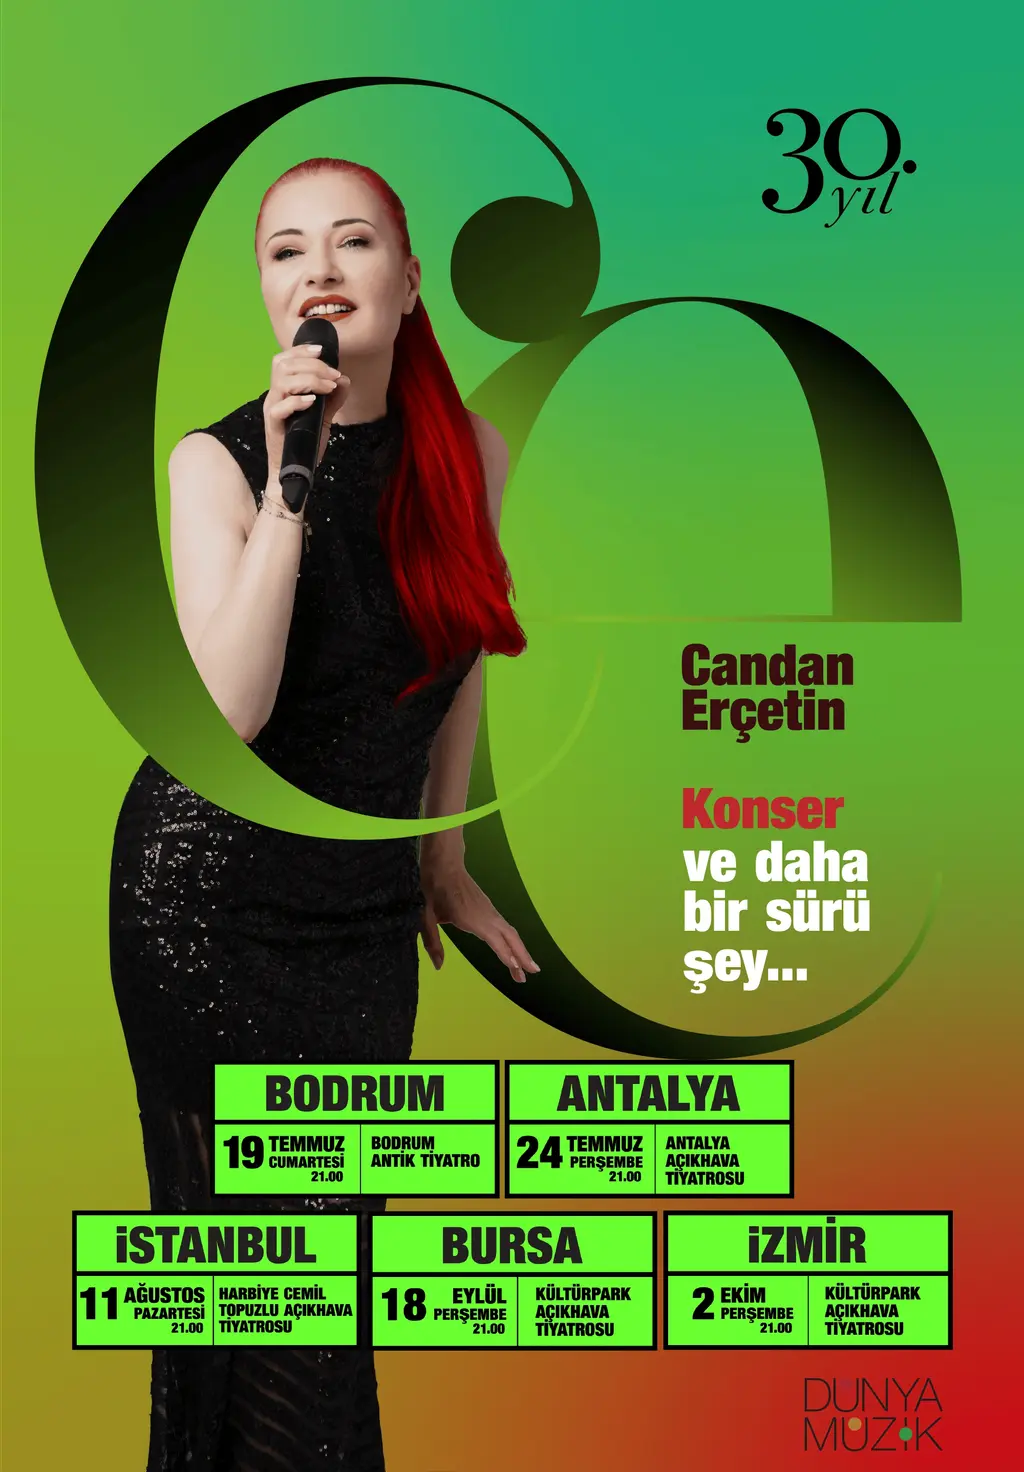 30.
yıl
Candan
Erçetin
Konser
ve daha
bir sürü
şey...
BODRUM
19 TEMMUZ
CUMARTESİ
21.00
BODRUM
ANTİK TİYATRO
ANTALYA
24 TEMMUZ
PERŞEMBE
21.00
ANTALYA
AÇIKHAVA
TİYATROSU
iSTANBUL
11 AĞUSTOS
PAZARTESİ
21.00
HARBİYE CEMİL
TOPUZLU AÇIKHAVA
TİYATROSU
BURSA
18 EYLÜL
PERŞEMBE
21.00
KÜLTÜRPARK
AÇIKHAVA
TİYATROSU
iZMİR
2 EKİM
PERŞEMBE
21.00
KÜLTÜRPARK
AÇIKHAVA
TİYATROSU
DÜNYA
MÜZİK